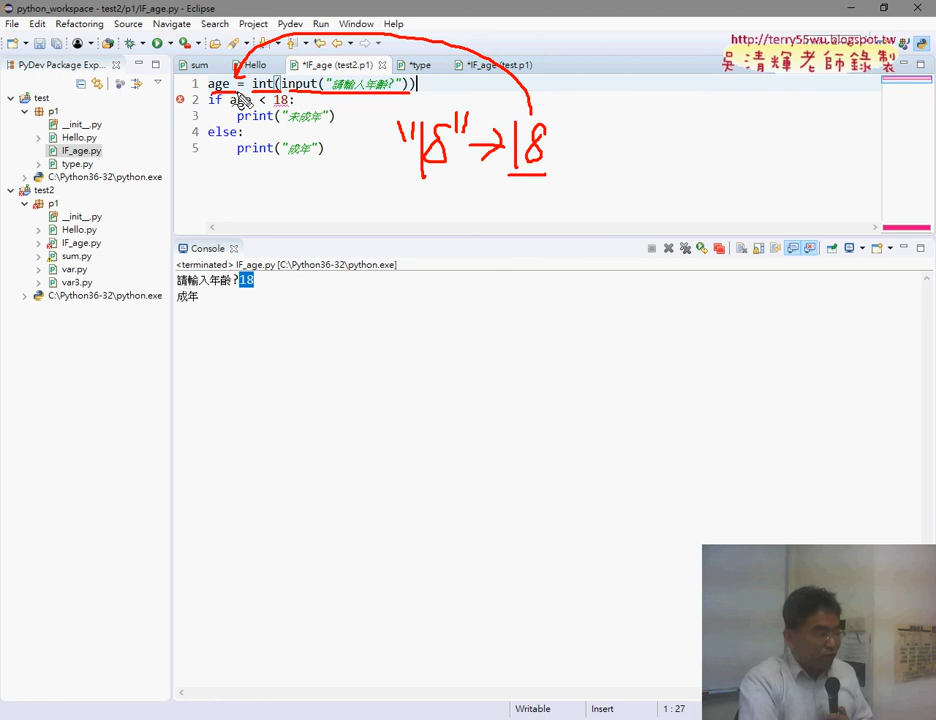 python_workspace - test2/p1/IF_age.py - Eclipse
File Edit Refactoring Source Navigate Search Project Pydev Run Window Help
http://terry55wu.blogspot.tw
吳清輝老師錄製
PyDev Package Exp...
sum
Hello
*IF_age (test2.p1)
*type
*IF_age (test.p1)
test
p1
__init__.py
Hello.py
IF_age.py
type.py
C:\Python36-32\python.exe
test2
p1
__init__.py
Hello.py
IF_age.py
sum.py
var.py
var3.py
C:\Python36-32\python.exe
1 age = int(input("請輸入年齡?"))
2 if age < 18:
3 print("未成年")
4 else:
5 print("成年")
"18" → 18
Console
<terminated> IF_age.py [C:\Python36-32\python.exe]
請輸入年齡?18
成年
Writable Insert 1 : 27